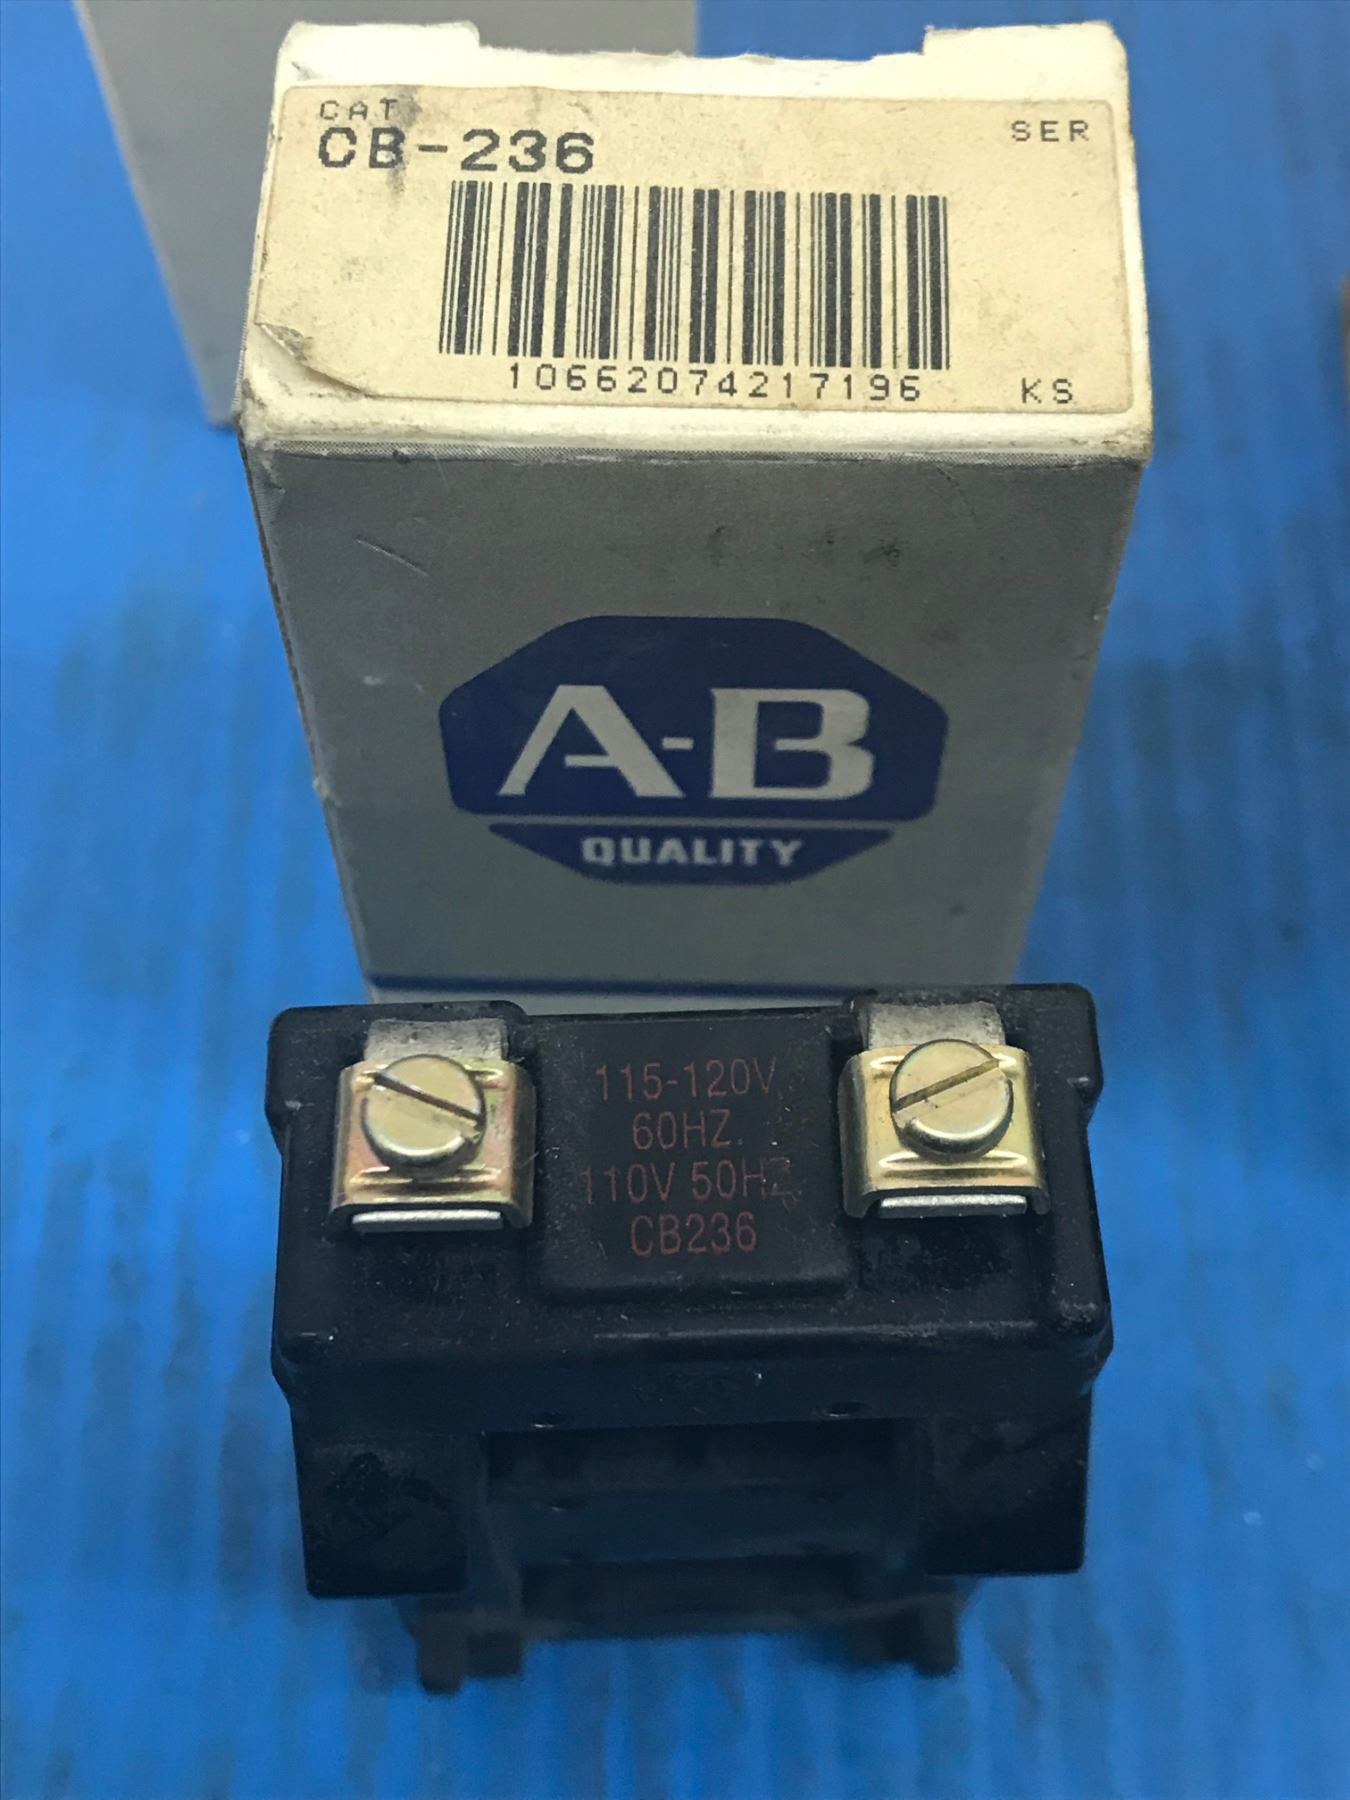 CAT
CB-236
SER
10662074217196
KS
A-B
QUALITY
115-120V
60HZ.
110V 50HZ
CB236